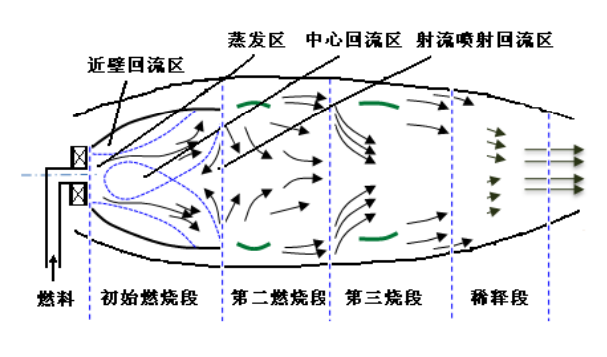 蒸发区 中心回流区 射流喷射回流区
近壁回流区
燃料 初始燃烧段 第二燃烧段 第三烧段 稀释段